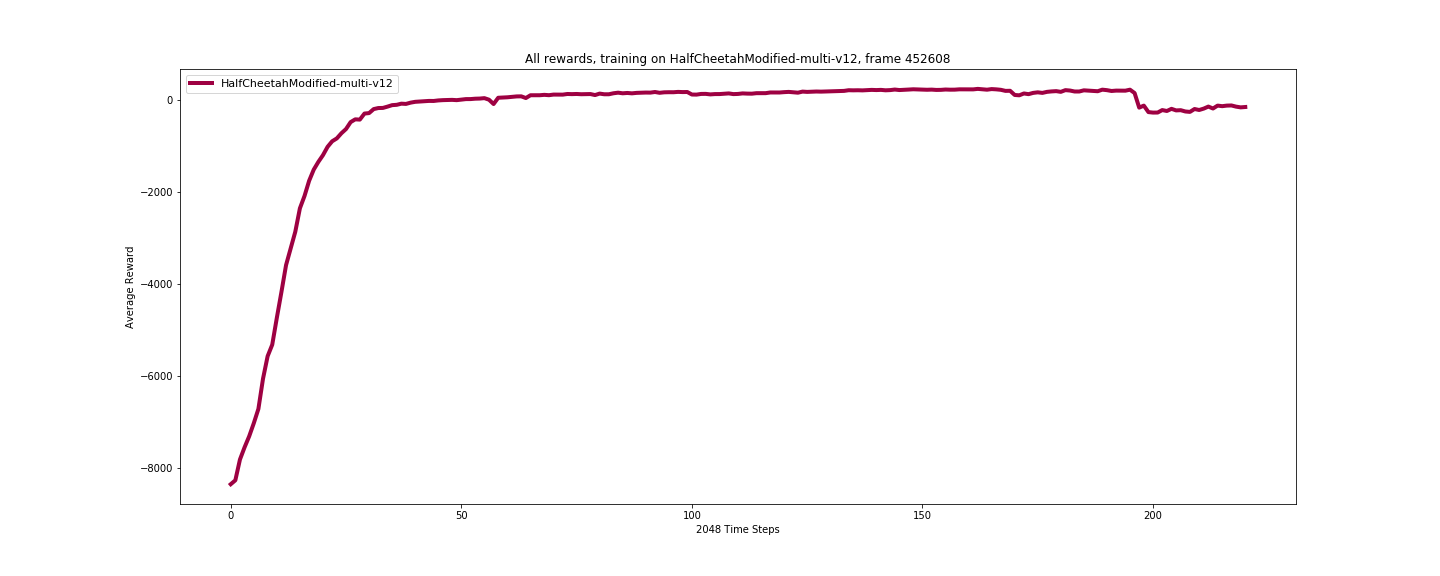 All rewards, training on HalfCheetahModified-multi-v12, frame 452608
HalfCheetahModified-multi-v12
0
−2000
−4000
−6000
−8000
Average Reward
0 50 100 150 200
2048 Time Steps